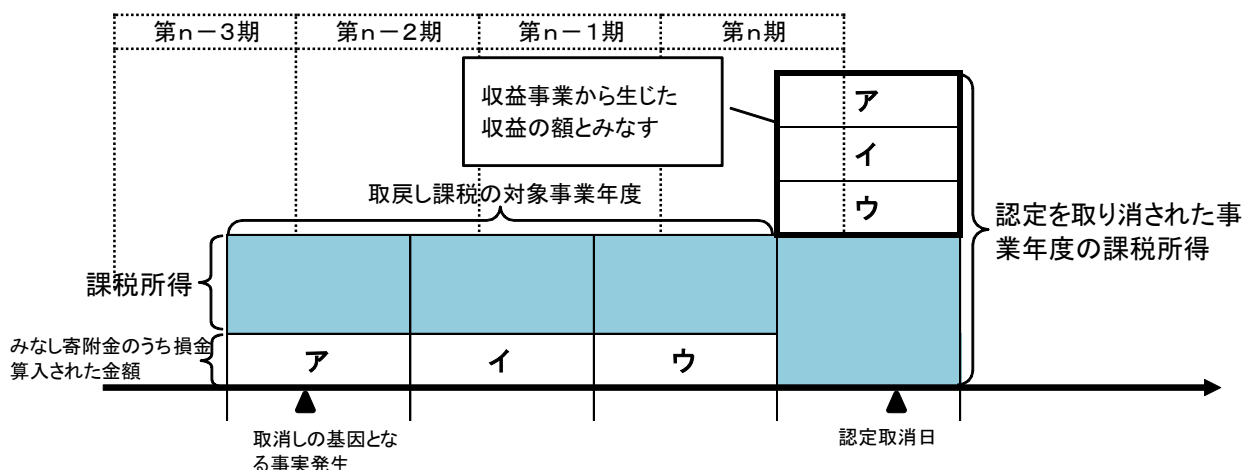 第n－3期
第n－2期
第n－1期
第n期
収益事業から生じた
収益の額とみなす
ア
イ
ウ
取戻し課税の対象事業年度
認定を取り消された事
業年度の課税所得
課税所得
みなし寄附金のうち損金
算入された金額
ア
イ
ウ
取消しの基因とな
る事実発生
認定取消日